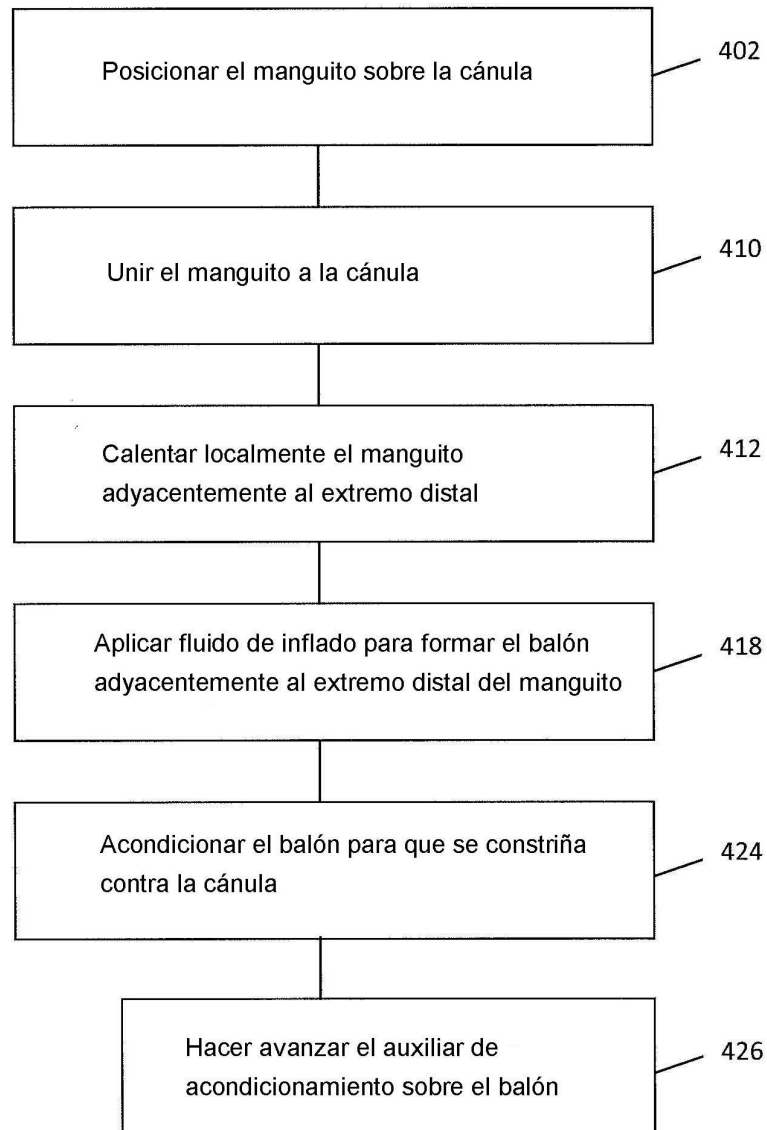 Posicionar el manguito sobre la cánula
402
Unir el manguito a la cánula
410
Calentar localmente el manguito
adyacentemente al extremo distal
412
Aplicar fluido de inflado para formar el balón
adyacentemente al extremo distal del manguito
418
Acondicionar el balón para que se constriña
contra la cánula
424
Hacer avanzar el auxiliar de
acondicionamiento sobre el balón
426